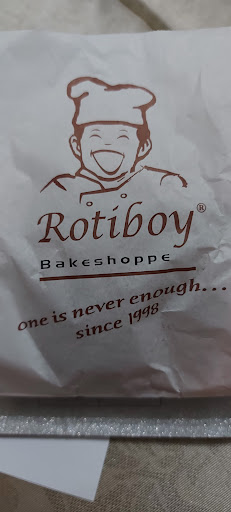 Rotiboy®
Bakeshoppe
one is never enough...
since 1998